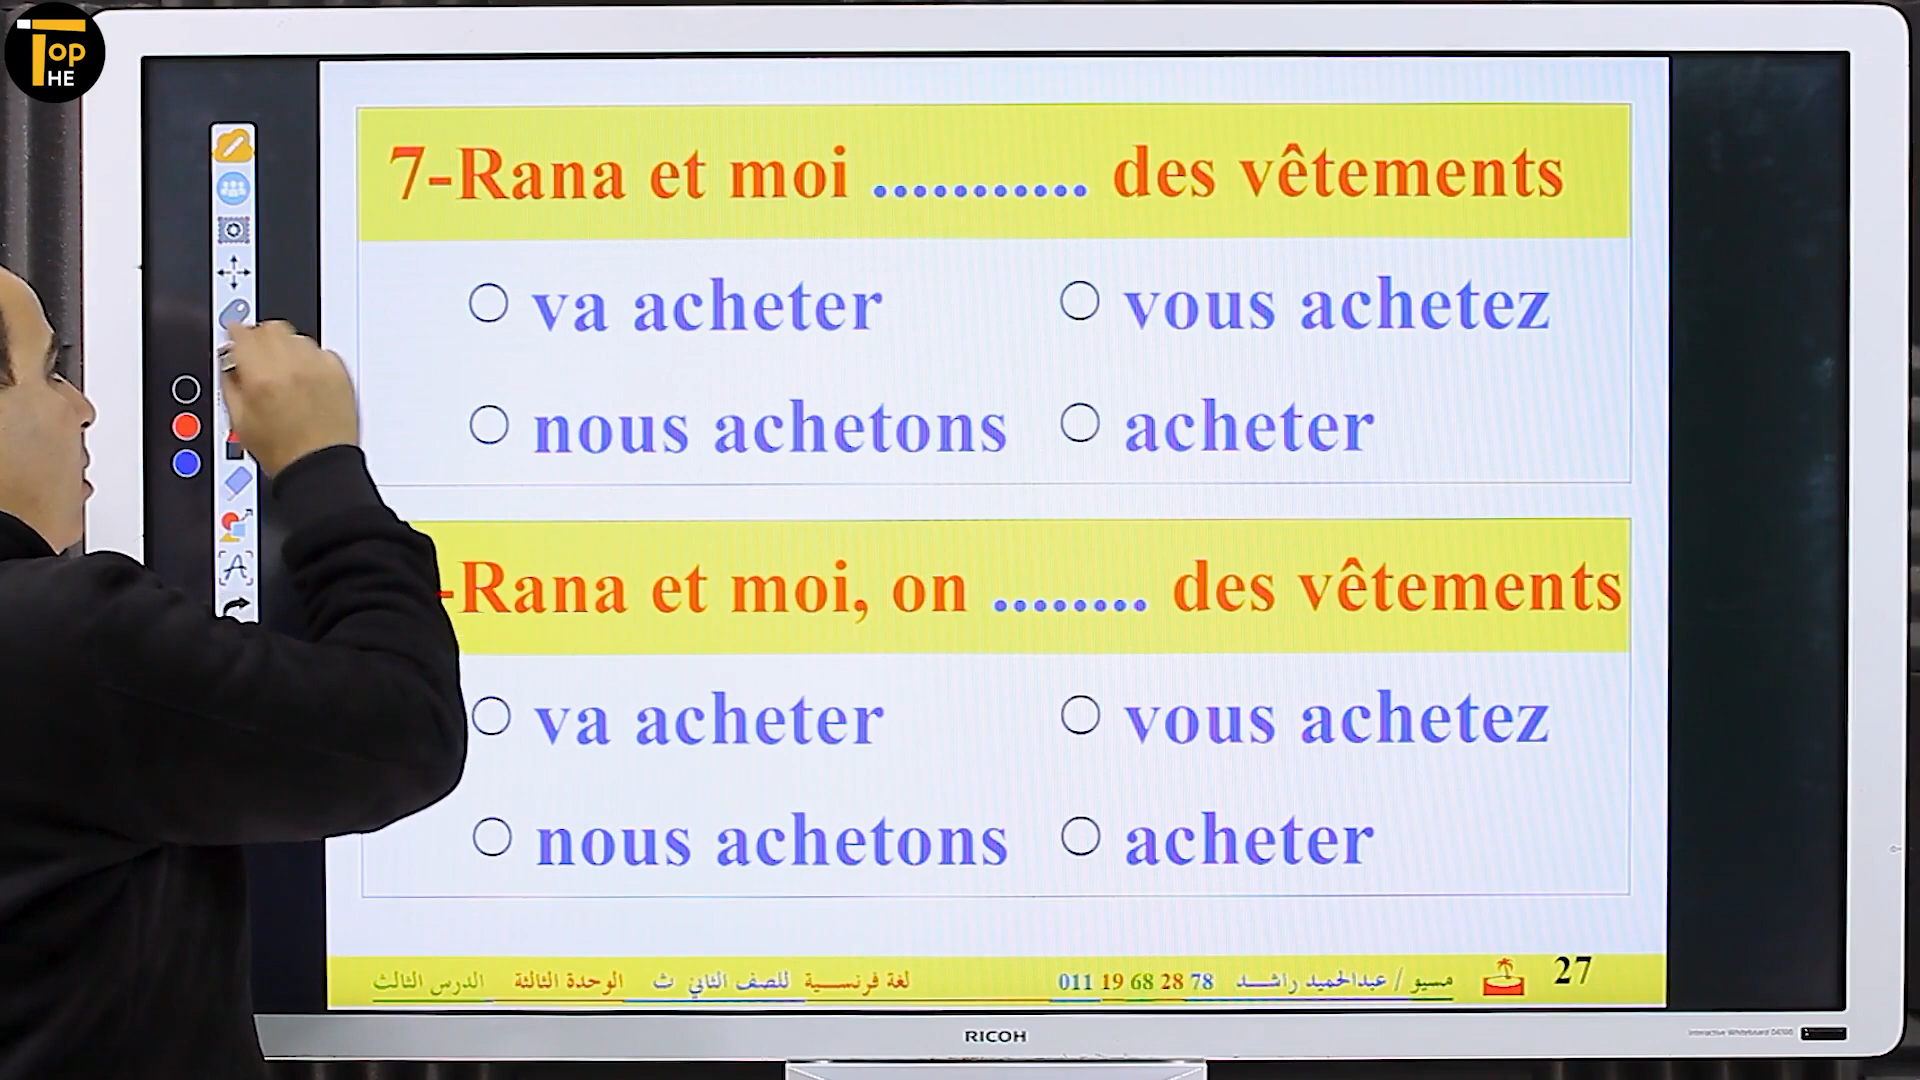 TOP
THE
7-Rana et moi ........... des vêtements
va acheter
vous achetez
nous achetons
acheter
-Rana et moi, on ........ des vêtements
va acheter
vous achetez
nous achetons
acheter
مسيو / عبدالحميد راشد 011 19 68 28 78 لغة فرنسية للصف الثاني ث الوحدة الثالثة الدرس الثالث
27
RICOH